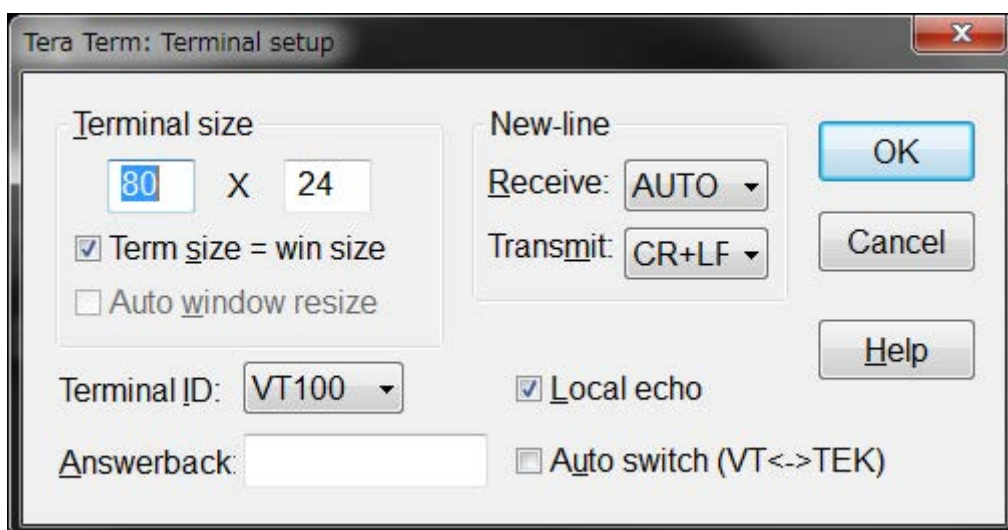 Tera Term: Terminal setup
Terminal size
80 X 24
Term size = win size
Auto window resize
New-line
Receive: AUTO
Transmit: CR+LF
OK
Cancel
Help
Terminal ID: VT100
Local echo
Answerback:
Auto switch (VT<->TEK)